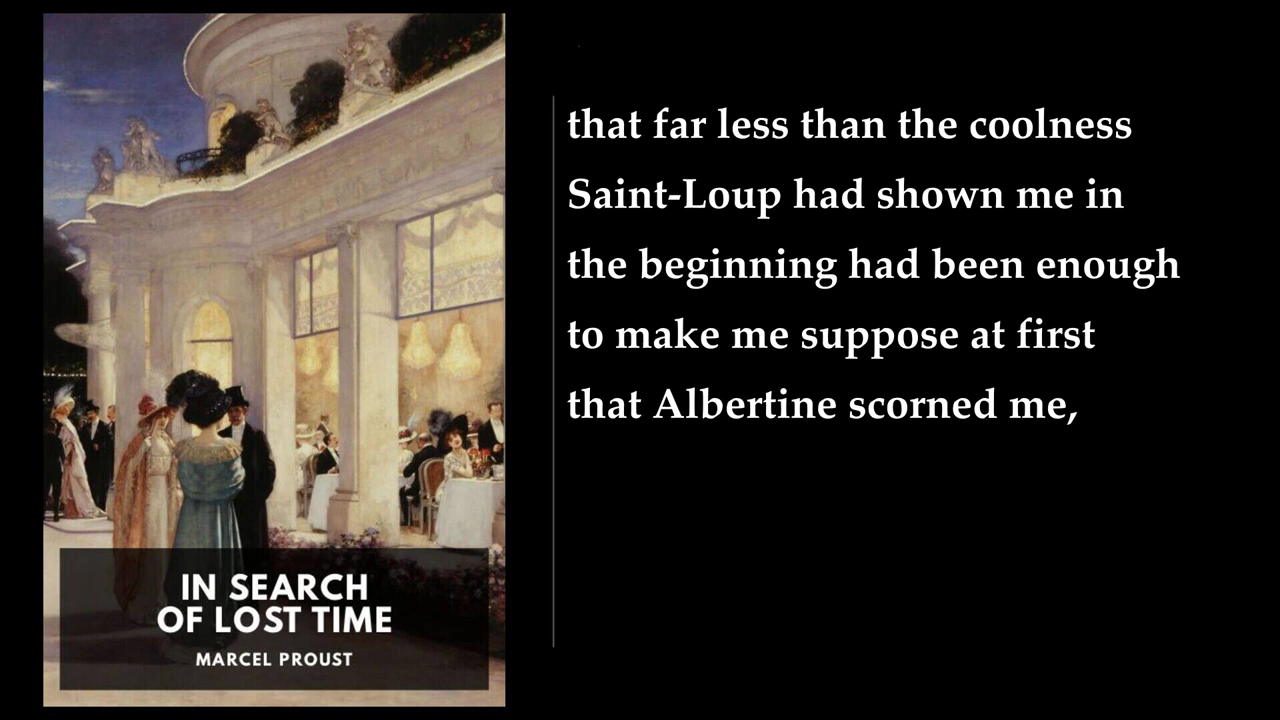 that far less than the coolness
Saint-Loup had shown me in
the beginning had been enough
to make me suppose at first
that Albertine scorned me,
IN SEARCH
OF LOST TIME
MARCEL PROUST